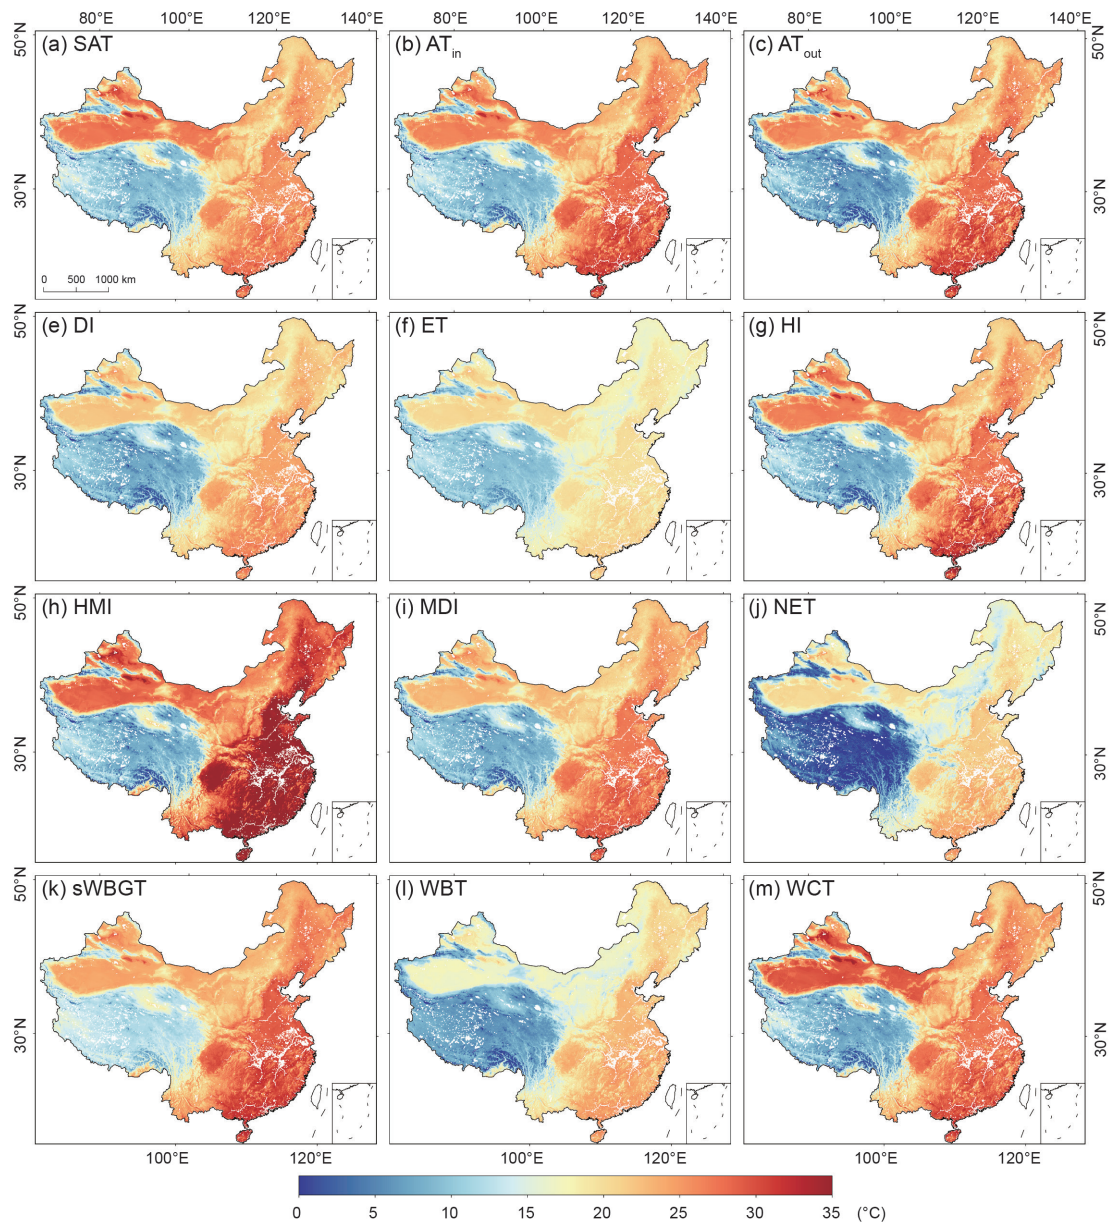 80°E 100°E 120°E 140°E 80°E 100°E 120°E 140°E 80°E 100°E 120°E 140°E
(a) SAT
(b) ATin
(c) ATout
50°N 50°N
30°N 30°N
0 500 1000 km
(e) DI
(f) ET
(g) HI
50°N 50°N
30°N 30°N
(h) HMI
(i) MDI
(j) NET
50°N 50°N
30°N 30°N
(k) sWBGT
(l) WBT
(m) WCT
50°N 50°N
30°N 30°N
100°E 120°E 100°E 120°E 100°E 120°E
0 5 10 15 20 25 30 35 (°C)